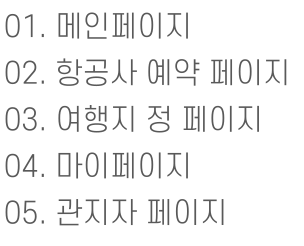 01. 메인페이지
02. 항공사 예약 페이지
03. 여행지 정 페이지
04. 마이페이지
05. 관지자 페이지